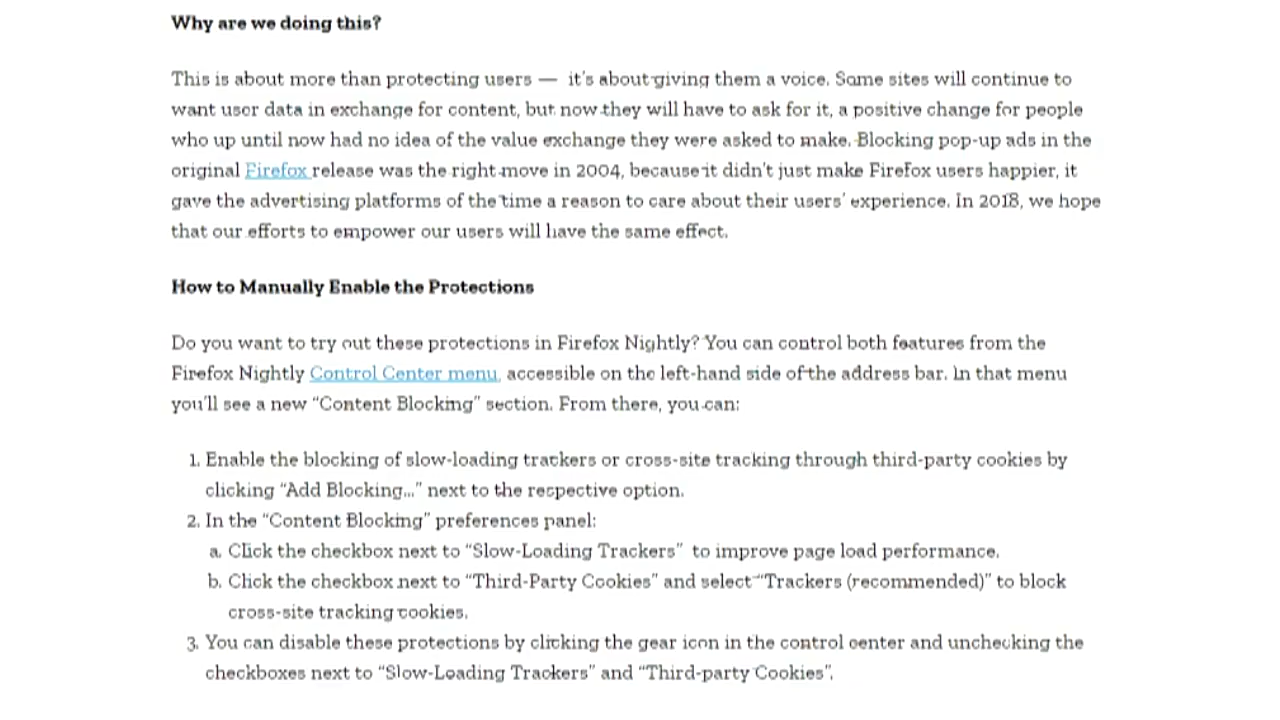 Why are we doing this?
This is about more than protecting users — it's about giving them a voice. Some sites will continue to
want user data in exchange for content, but now they will have to ask for it, a positive change for people
who up until now had no idea of the value exchange they were asked to make. Blocking pop-up ads in the
original Firefox release was the right move in 2004, because it didn't just make Firefox users happier, it
gave the advertising platforms of the time a reason to care about their users' experience. In 2018, we hope
that our efforts to empower our users will have the same effect.
How to Manually Enable the Protections
Do you want to try out these protections in Firefox Nightly? You can control both features from the
Firefox Nightly Control Center menu, accessible on the left-hand side of the address bar. In that menu
you'll see a new “Content Blocking” section. From there, you can:
1. Enable the blocking of slow-loading trackers or cross-site tracking through third-party cookies by
clicking “Add Blocking...” next to the respective option.
2. In the “Content Blocking” preferences panel:
a. Click the checkbox next to “Slow-Loading Trackers” to improve page load performance.
b. Click the checkbox next to “Third-Party Cookies” and select “Trackers (recommended)” to block
cross-site tracking cookies.
3. You can disable these protections by clicking the gear icon in the control center and unchecking the
checkboxes next to “Slow-Loading Trackers” and “Third-party Cookies”.